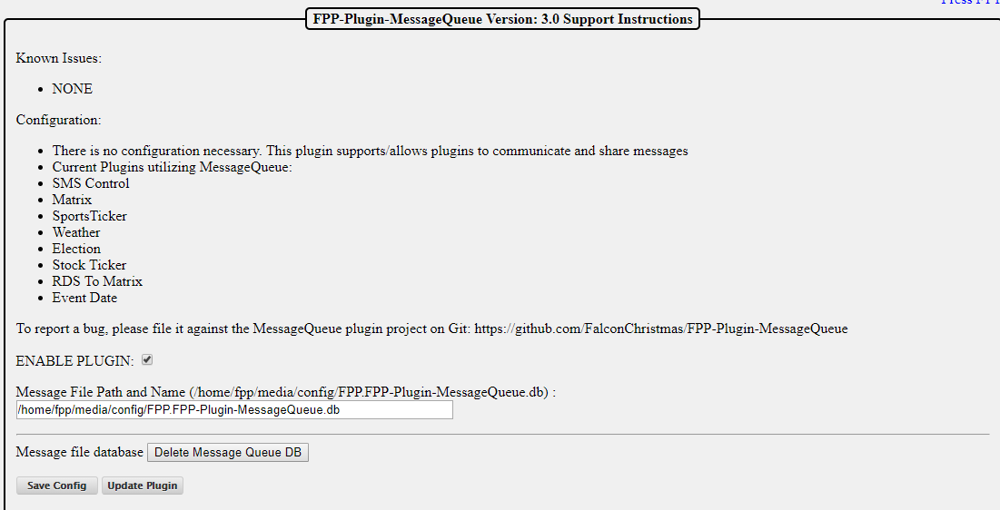 Press F1
FPP-Plugin-MessageQueue Version: 3.0 Support Instructions
Known Issues:
NONE
Configuration:
There is no configuration necessary. This plugin supports/allows plugins to communicate and share messages
Current Plugins utilizing MessageQueue:
SMS Control
Matrix
SportsTicker
Weather
Election
Stock Ticker
RDS To Matrix
Event Date
To report a bug, please file it against the MessageQueue plugin project on Git: https://github.com/FalconChristmas/FPP-Plugin-MessageQueue
ENABLE PLUGIN:
Message File Path and Name (/home/fpp/media/config/FPP.FPP-Plugin-MessageQueue.db) :
/home/fpp/media/config/FPP.FPP-Plugin-MessageQueue.db
Message file database Delete Message Queue DB
Save Config Update Plugin